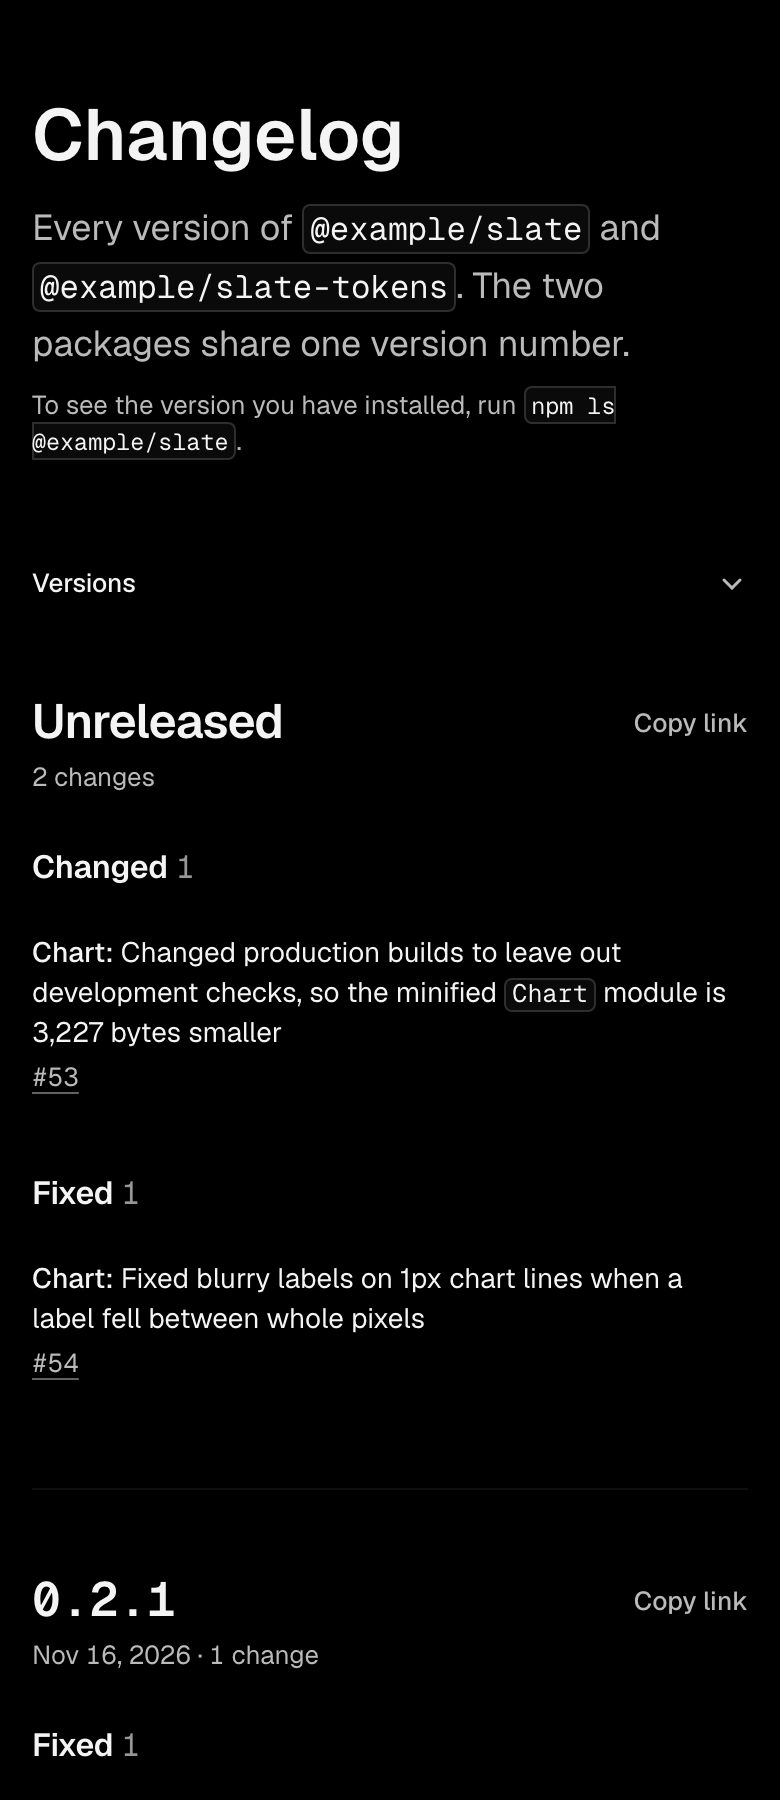 Changelog
Every version of @example/slate and
@example/slate-tokens. The two
packages share one version number.
To see the version you have installed, run npm ls
@example/slate.
Versions
Unreleased
Copy link
2 changes
Changed 1
Chart: Changed production builds to leave out
development checks, so the minified Chart module is
3,227 bytes smaller
#53
Fixed 1
Chart: Fixed blurry labels on 1px chart lines when a
label fell between whole pixels
#54
0.2.1
Copy link
Nov 16, 2026 · 1 change
Fixed 1